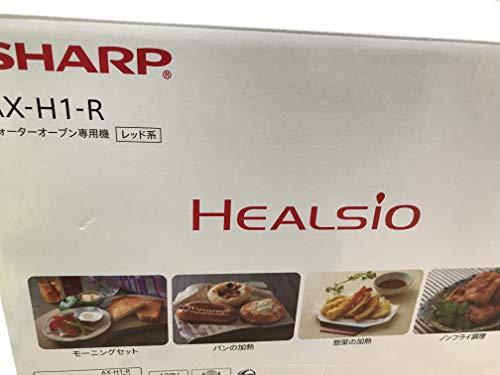 SHARP®
AX-H1-R
ォーターオーブン専用機 レッド系
HEALSIO
モーニングセット
パンの加熱
惣菜の加熱
ノンフライ調理
AX-H1-R